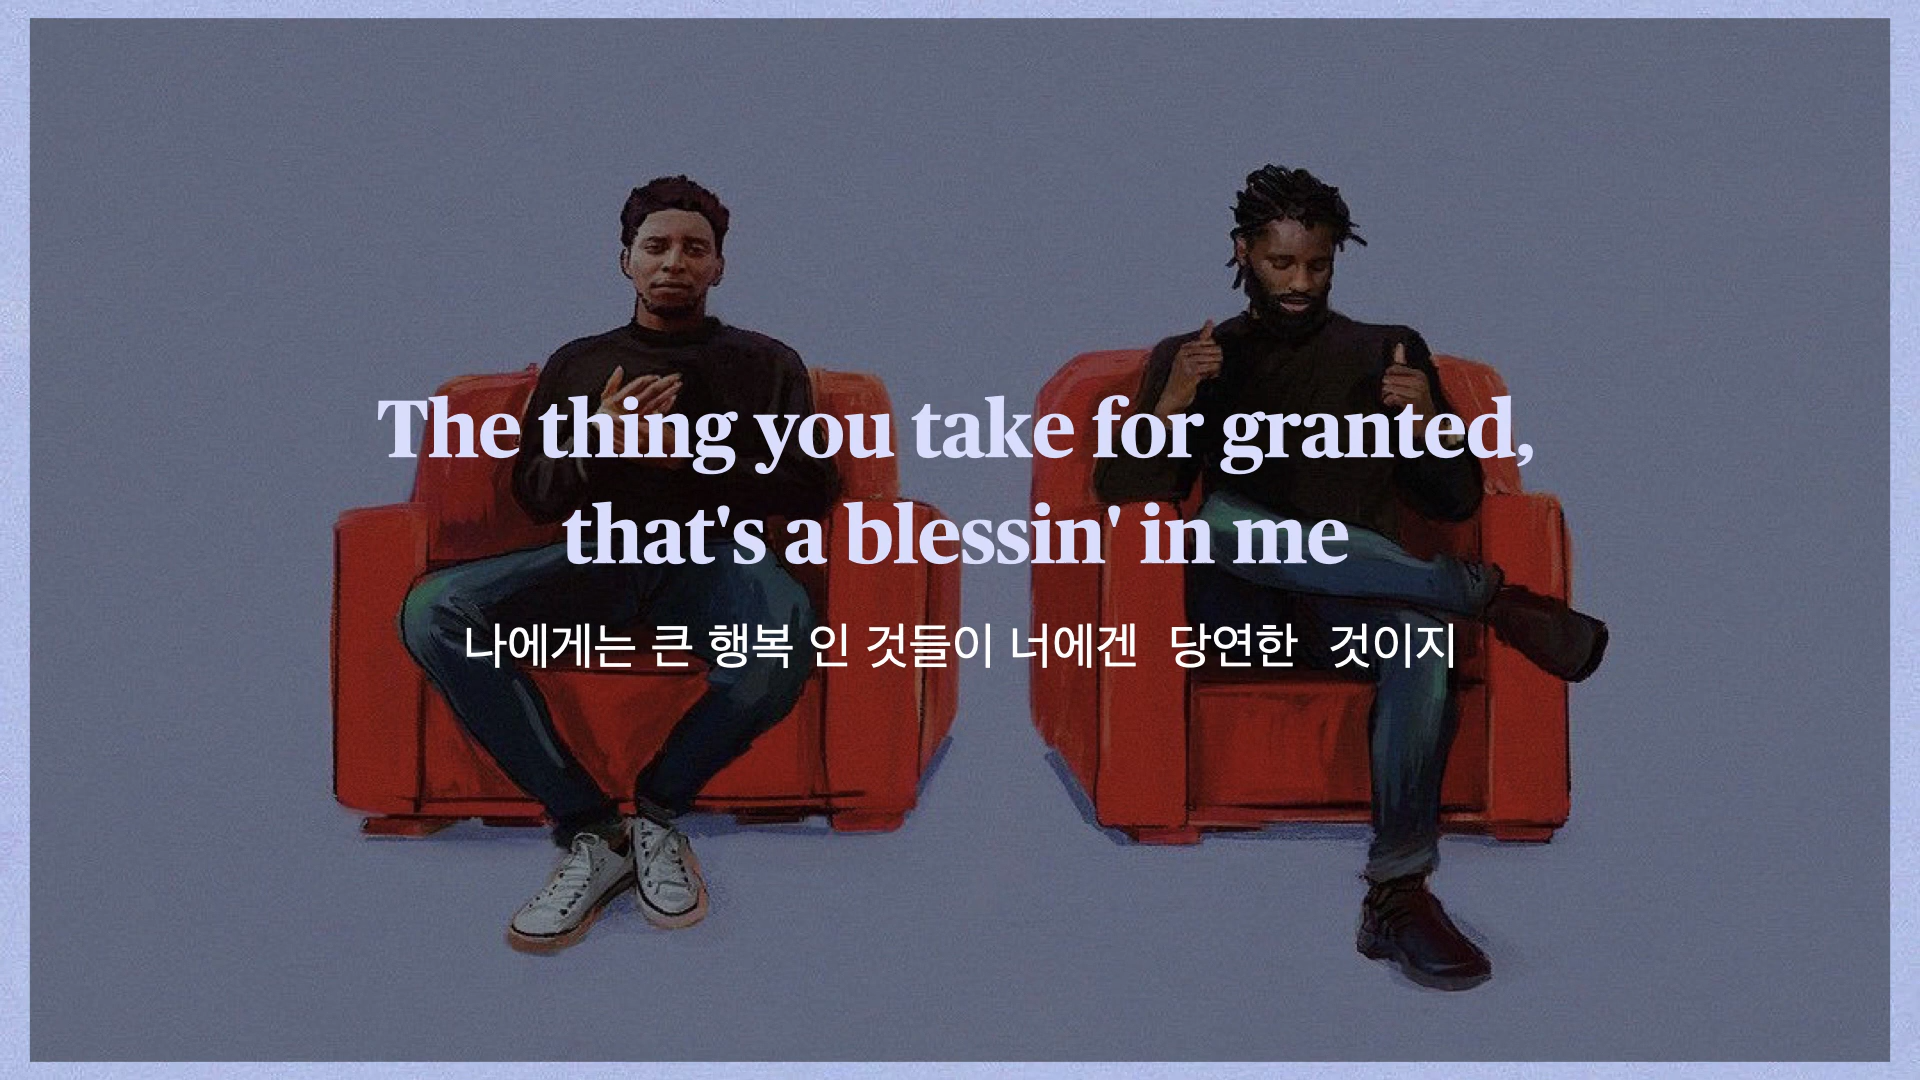 The thing you take for granted,
that's a blessin' in me
나에게는 큰 행복 인 것들이 너에겐 당연한 것이지